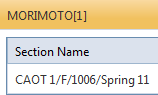 MORIMOTO[1]
Section Name
CAOT 1/F/1006/Spring 11